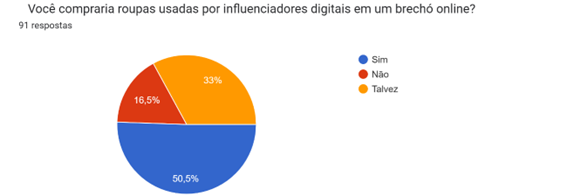 Você compraria roupas usadas por influenciadores digitais em um brechó online?
91 respostas
Sim
Não
Talvez
33%
16,5%
50,5%